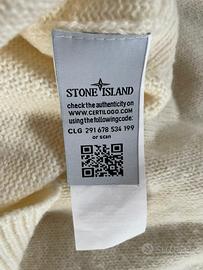 STONE ISLAND
check the authenticity on
WWW.CERTILOGO.COM
using the following code:
CLG 291 678 534 199
or scan
SUBITO